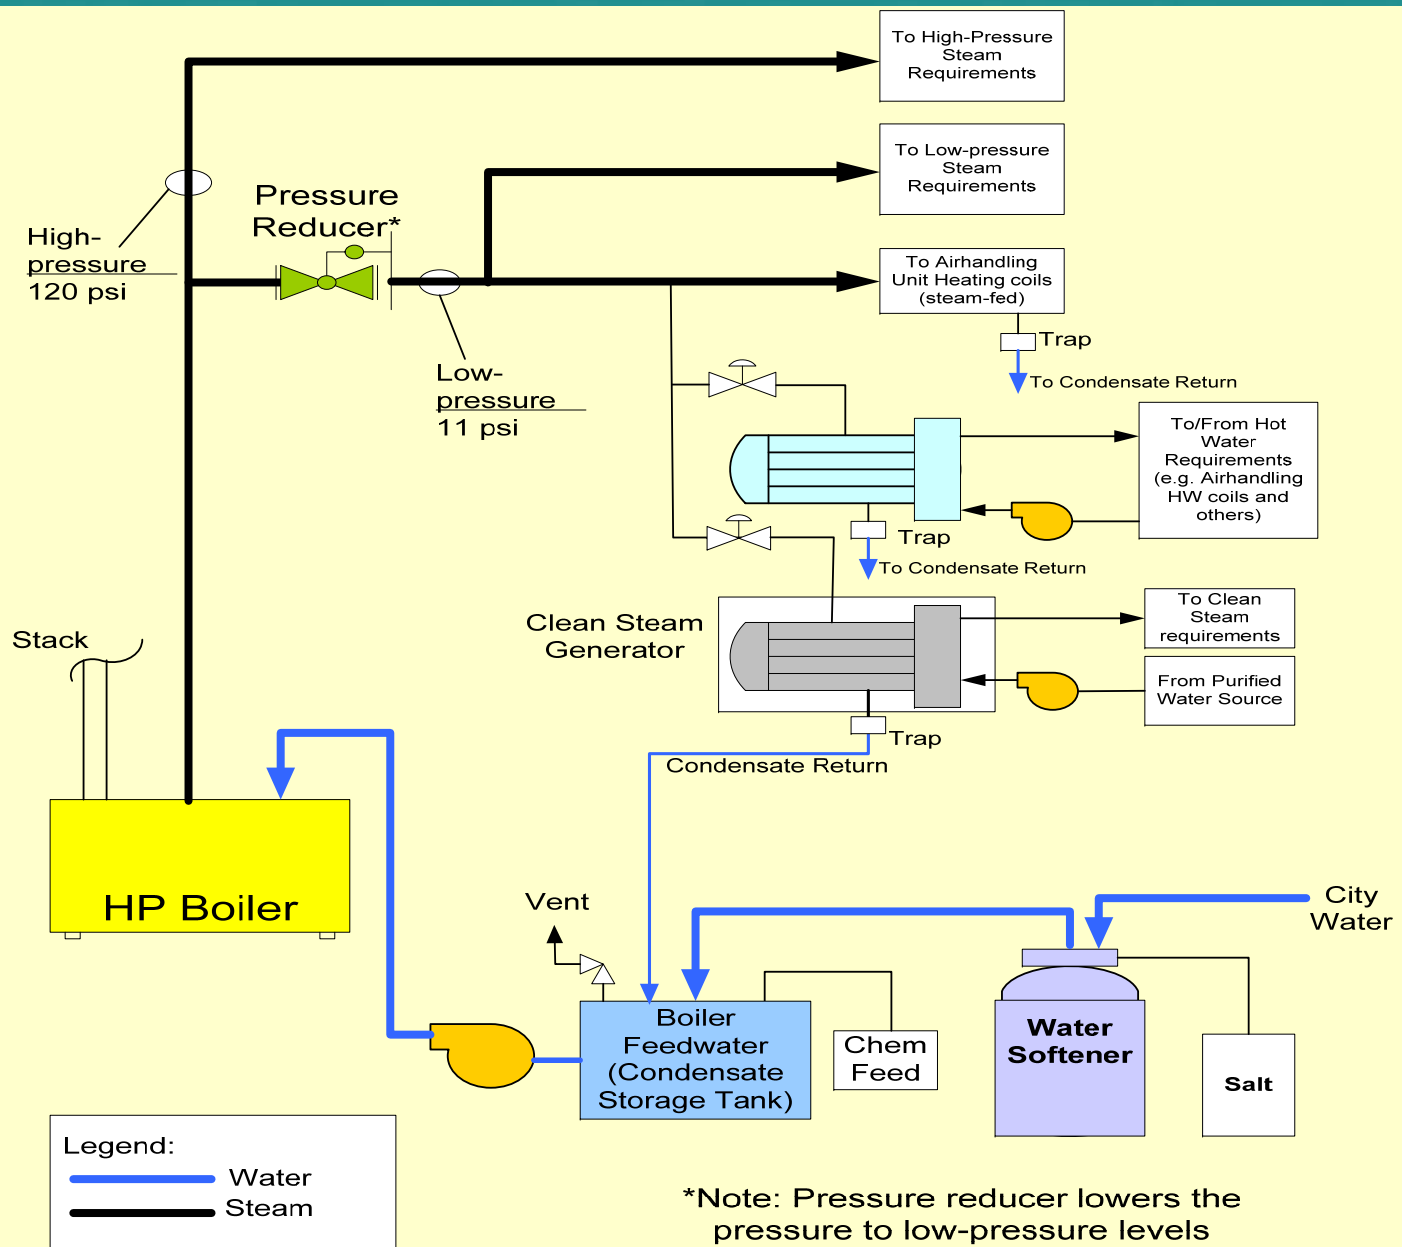 To High-Pressure
Steam
Requirements
To Low-pressure
Steam
Requirements
Pressure
Reducer*
High-
pressure
120 psi
To Airhandling
Unit Heating coils
(steam-fed)
Trap
To Condensate Return
Low-
pressure
11 psi
To/From Hot
Water
Requirements
(e.g. Airhandling
HW coils and
others)
Trap
To Condensate Return
Clean Steam
Generator
To Clean
Steam
requirements
From Purified
Water Source
Trap
Condensate Return
Stack
HP Boiler
Vent
City
Water
Boiler
Feedwater
(Condensate
Storage Tank)
Chem
Feed
Water
Softener
Salt
Legend:
Water
Steam
*Note: Pressure reducer lowers the
pressure to low-pressure levels